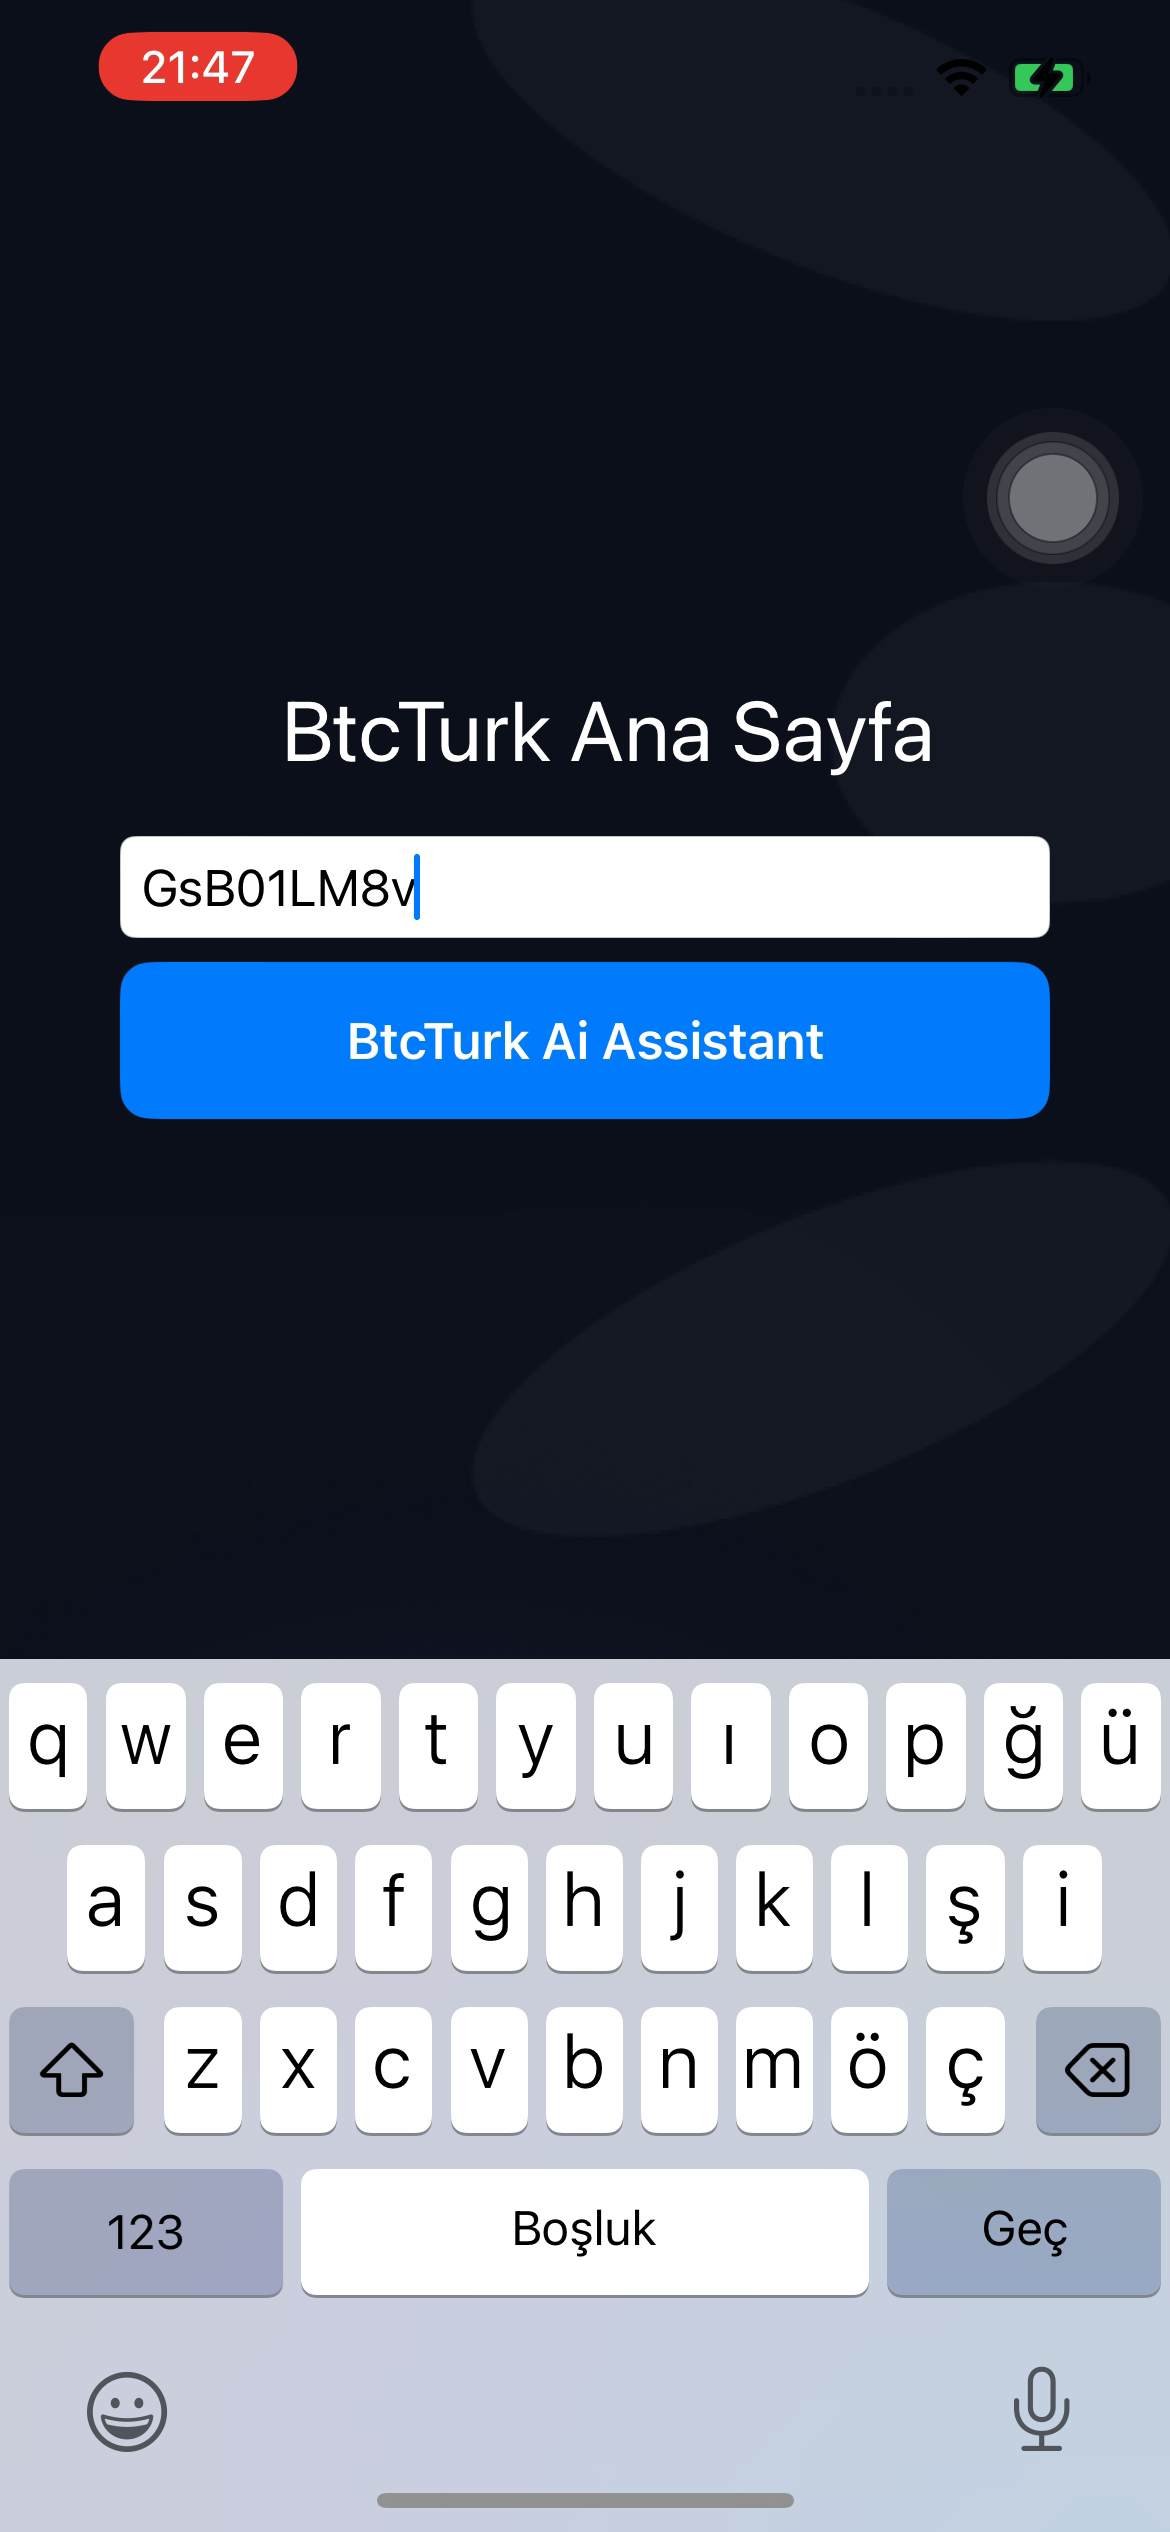 21:47
BtcTurk Ana Sayfa
GsB01LM8v
BtcTurk Ai Assistant
q w e r t y u ı o p ğ ü
a s d f g h j k l ş i
z x c v b n m ö ç
123 Boşluk Geç